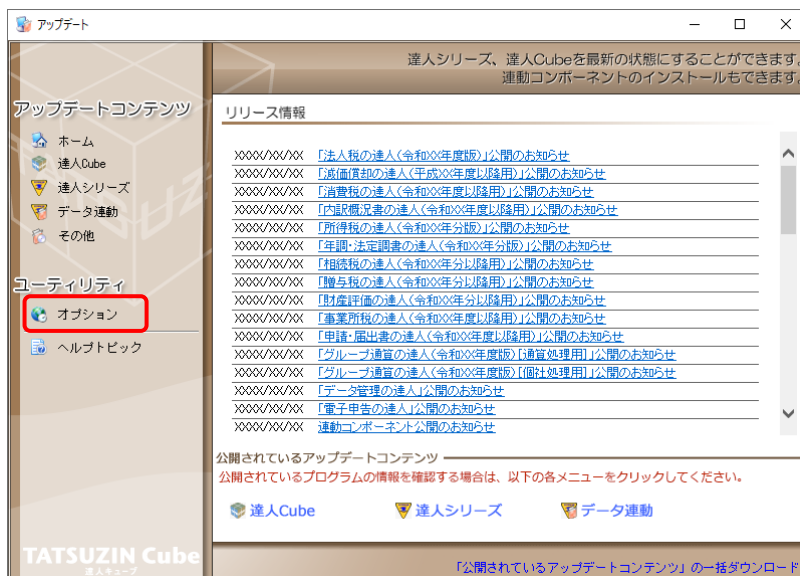 アップデート
達人シリーズ、達人Cubeを最新の状態にすることができます。
連動コンポーネントのインストールもできます。
アップデートコンテンツ
ホーム
達人Cube
達人シリーズ
データ連動
その他
ユーティリティ
オプション
ヘルプトピック
リリース情報
XXXX/XX/XX 「法人税の達人(令和XX年度版)」公開のお知らせ
XXXX/XX/XX 「減価償却の達人(平成XX年度以降用)」公開のお知らせ
XXXX/XX/XX 「消費税の達人(令和XX年度以降用)」公開のお知らせ
XXXX/XX/XX 「内訳概況書の達人(令和XX年度以降用)」公開のお知らせ
XXXX/XX/XX 「所得税の達人(令和XX年分版)」公開のお知らせ
XXXX/XX/XX 「年調・法定調書の達人(令和XX年分版)」公開のお知らせ
XXXX/XX/XX 「相続税の達人(令和XX年分以降用)」公開のお知らせ
XXXX/XX/XX 「贈与税の達人(令和XX年分以降用)」公開のお知らせ
XXXX/XX/XX 「財産評価の達人(令和XX年分以降用)」公開のお知らせ
XXXX/XX/XX 「事業所税の達人(令和XX年度以降用)」公開のお知らせ
XXXX/XX/XX 「申請・届出書の達人(令和XX年度以降用)」公開のお知らせ
XXXX/XX/XX 「グループ通算の達人(令和XX年度版)[通算処理用]」公開のお知らせ
XXXX/XX/XX 「グループ通算の達人(令和XX年度版)[個社処理用]」公開のお知らせ
XXXX/XX/XX 「データ管理の達人」公開のお知らせ
XXXX/XX/XX 「電子申告の達人」公開のお知らせ
XXXX/XX/XX 連動コンポーネント公開のお知らせ
公開されているアップデートコンテンツ
公開されているプログラムの情報を確認する場合は、以下の各メニューをクリックしてください。
達人Cube 達人シリーズ データ連動
TATSUZIN Cube
達人キューブ
「公開されているアップデートコンテンツ」の一括ダウンロード